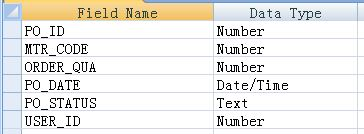 Field Name Data Type
PO_ID Number
MTR_CODE Number
ORDER_QUA Number
PO_DATE Date/Time
PO_STATUS Text
USER_ID Number